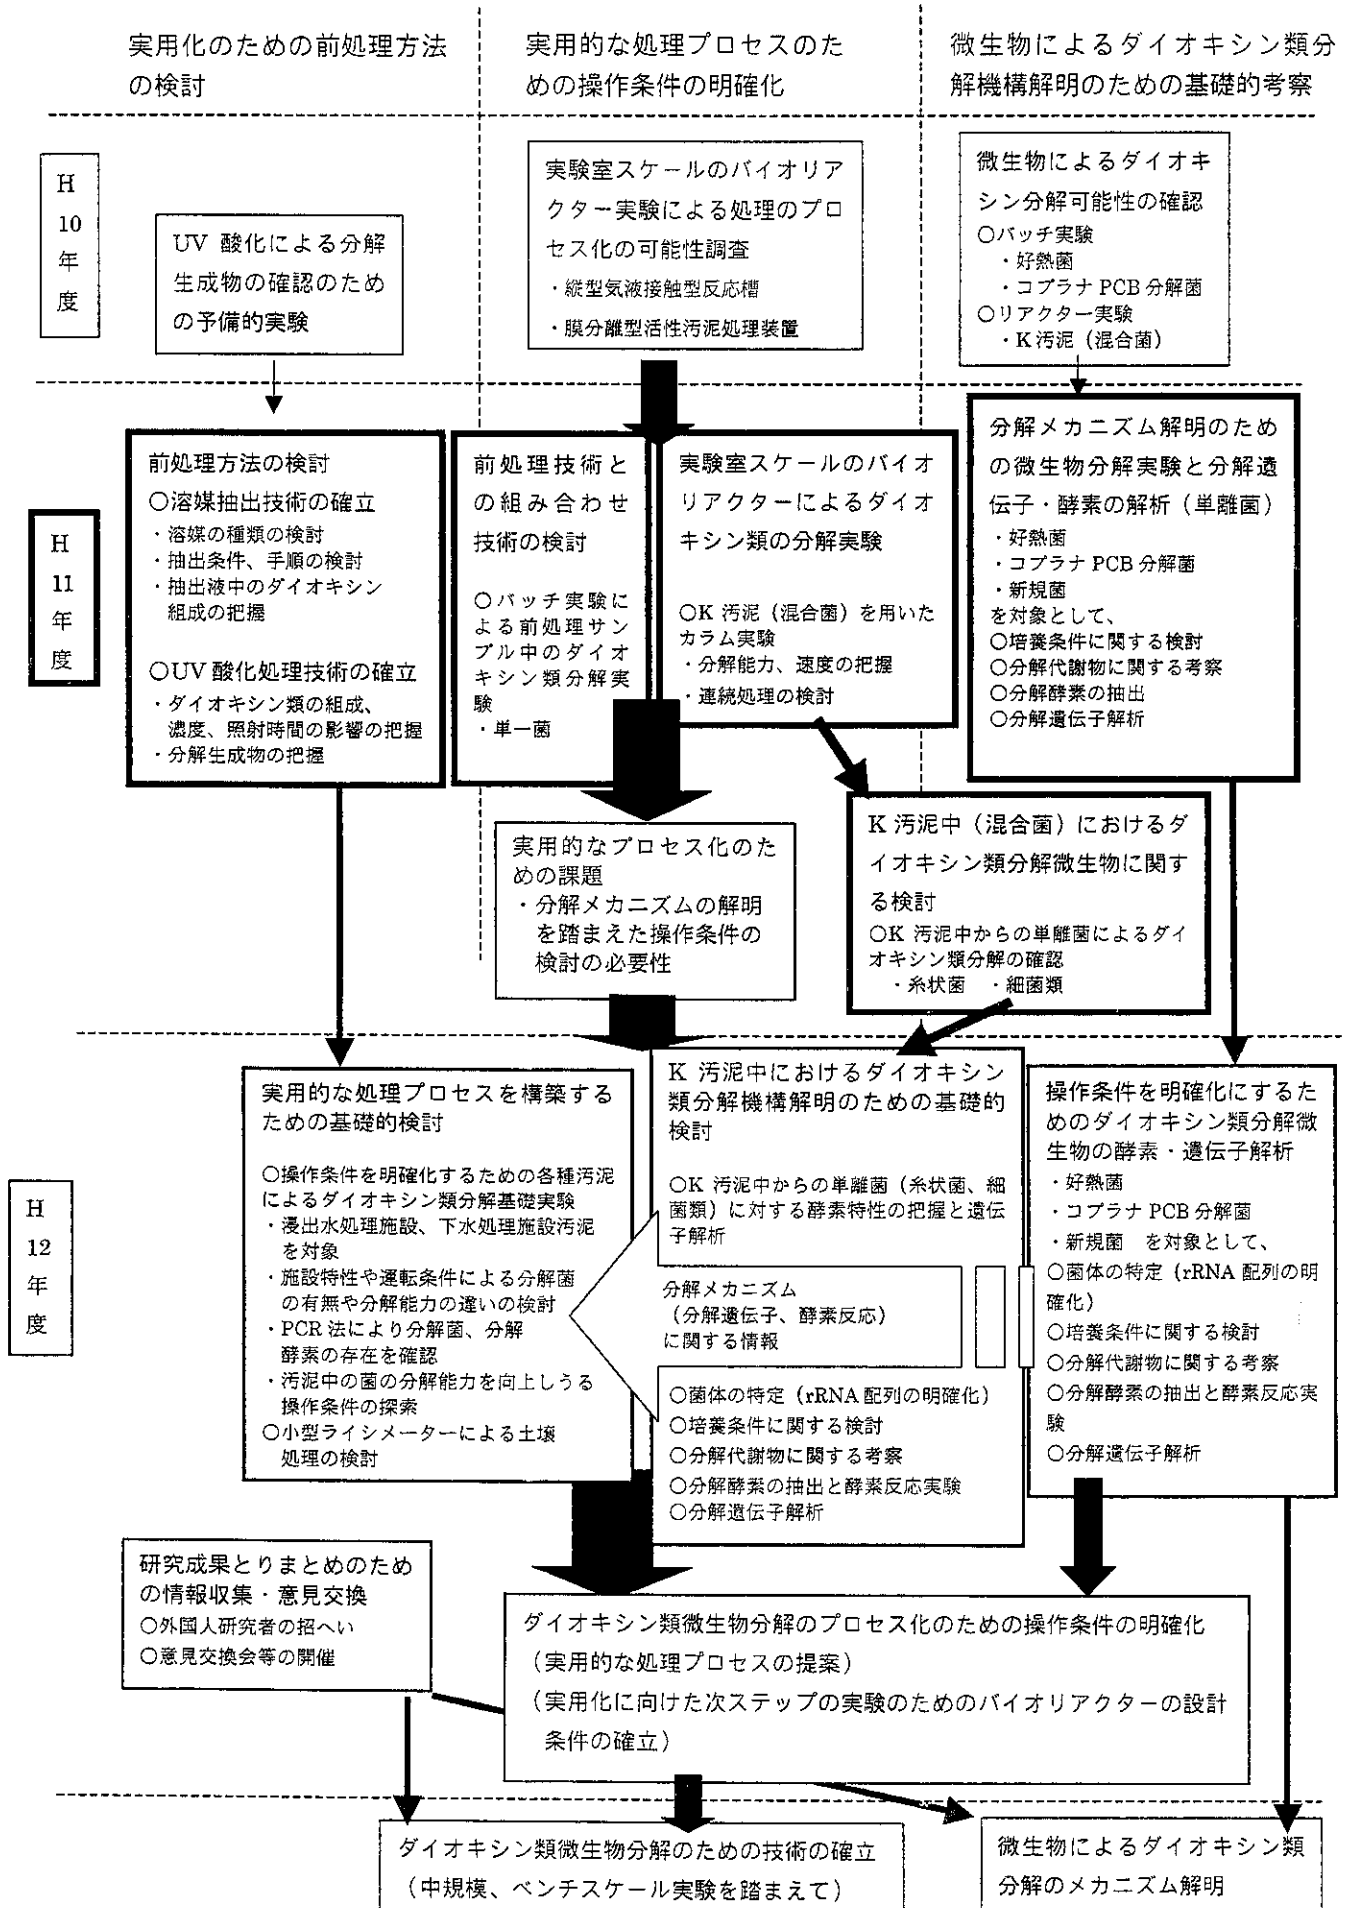 実用化のための前処理方法
の検討
実用的な処理プロセスのた
めの操作条件の明確化
微生物によるダイオキシン類分
解機構解明のための基礎的考察
H
10
年
度
UV 酸化による分解
生成物の確認のため
の予備的実験
実験室スケールのバイオリア
クター実験による処理のプロ
セス化の可能性調査
・縦型気液接触型反応槽
・膜分離型活性汚泥処理装置
微生物によるダイオキ
シン分解可能性の確認
○バッチ実験
・好熱菌
・コプラナ PCB 分解菌
○リアクター実験
・K 汚泥（混合菌）
H
11
年
度
前処理方法の検討
○溶媒抽出技術の確立
・溶媒の種類の検討
・抽出条件、手順の検討
・抽出液中のダイオキシン
組成の把握
○UV 酸化処理技術の確立
・ダイオキシン類の組成、
濃度、照射時間の影響の把握
・分解生成物の把握
前処理技術と
の組み合わせ
技術の検討
○バッチ実験に
よる前処理サン
プル中のダイオ
キシン類分解実
験
・単一菌
実験室スケールのバイオ
リアクターによるダイオ
キシン類の分解実験
○K 汚泥（混合菌）を用いた
カラム実験
・分解能力、速度の把握
・連続処理の検討
分解メカニズム解明のため
の微生物分解実験と分解遺
伝子・酵素の解析（単離菌）
・好熱菌
・コプラナ PCB 分解菌
・新規菌
を対象として、
○培養条件に関する検討
○分解代謝物に関する考察
○分解酵素の抽出
○分解遺伝子解析
実用的なプロセス化のた
めの課題
・分解メカニズムの解明
を踏まえた操作条件の
検討の必要性
K 汚泥中（混合菌）におけるダ
イオキシン類分解微生物に関す
る検討
○K 汚泥中からの単離菌によるダイ
オキシン類分解の確認
・糸状菌　・細菌類
H
12
年
度
実用的な処理プロセスを構築する
ための基礎的検討
○操作条件を明確化するための各種汚泥
によるダイオキシン類分解基礎実験
・浸出水処理施設、下水処理施設汚泥
を対象
・施設特性や運転条件による分解菌
の有無や分解能力の違いの検討
・PCR 法により分解菌、分解
酵素の存在を確認
・汚泥中の菌の分解能力を向上しうる
操作条件の探索
○小型ライシメーターによる土壌
処理の検討
K 汚泥中におけるダイオキシン
類分解機構解明のための基礎的
検討
○K 汚泥中からの単離菌（糸状菌、細
菌類）に対する酵素特性の把握と遺伝
子解析
分解メカニズム
（分解遺伝子、酵素反応）
に関する情報
○菌体の特定（rRNA 配列の明確化）
○培養条件に関する検討
○分解代謝物に関する考察
○分解酵素の抽出と酵素反応実験
○分解遺伝子解析
操作条件を明確化にするた
めのダイオキシン類分解微
生物の酵素・遺伝子解析
・好熱菌
・コプラナ PCB 分解菌
・新規菌　を対象として、
○菌体の特定（rRNA 配列の明
確化）
○培養条件に関する検討
○分解代謝物に関する考察
○分解酵素の抽出と酵素反応実
験
○分解遺伝子解析
研究成果とりまとめのため
の情報収集・意見交換
○外国人研究者の招へい
○意見交換会等の開催
ダイオキシン類微生物分解のプロセス化のための操作条件の明確化
（実用的な処理プロセスの提案）
（実用化に向けた次ステップの実験のためのバイオリアクターの設計
条件の確立）
ダイオキシン類微生物分解のための技術の確立
（中規模、ベンチスケール実験を踏まえて）
微生物によるダイオキシン類
分解のメカニズム解明